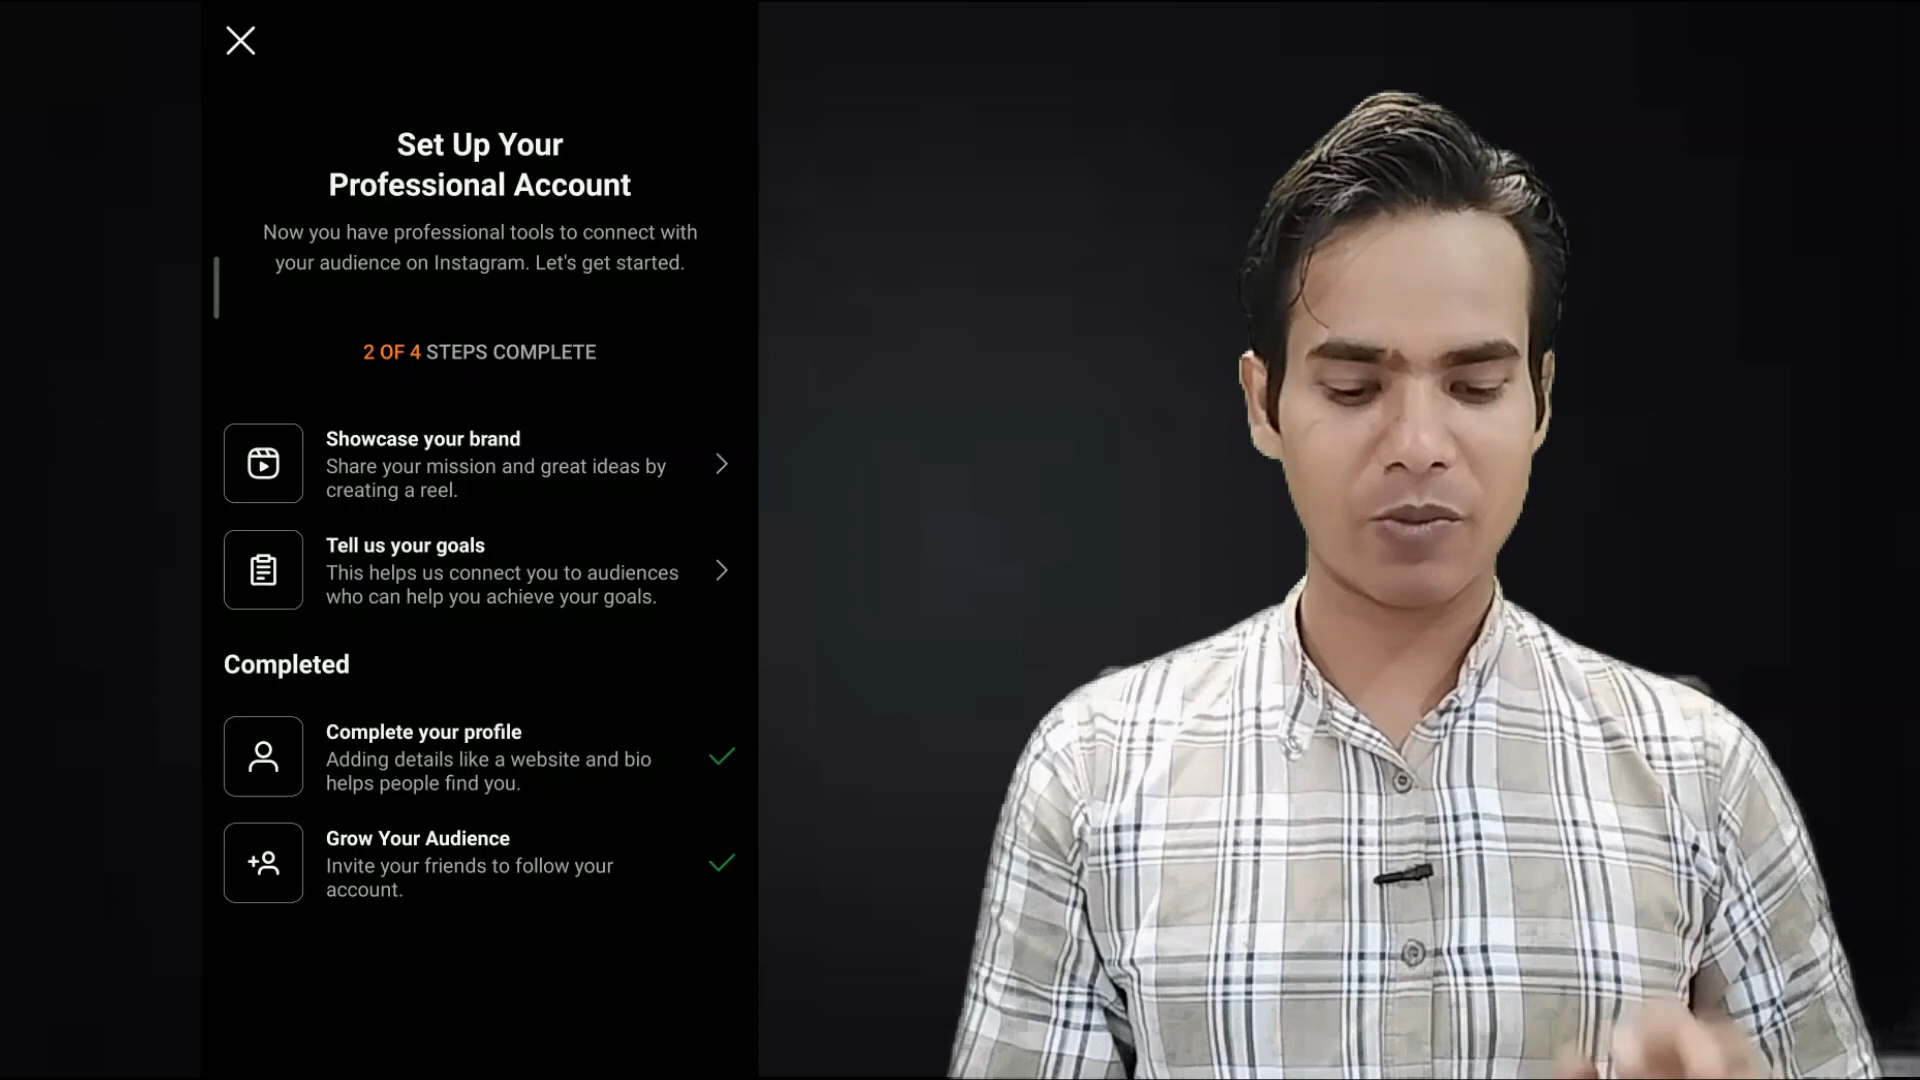 Set Up Your
Professional Account
Now you have professional tools to connect with
your audience on Instagram. Let's get started.
2 OF 4 STEPS COMPLETE
Showcase your brand
Share your mission and great ideas by
creating a reel.
Tell us your goals
This helps us connect you to audiences
who can help you achieve your goals.
Completed
Complete your profile
Adding details like a website and bio
helps people find you.
Grow Your Audience
Invite your friends to follow your
account.